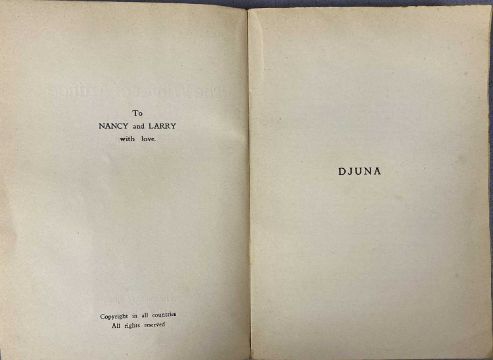 To
NANCY and LARRY
with love.
Copyright in all countries
All rights reserved
DJUNA